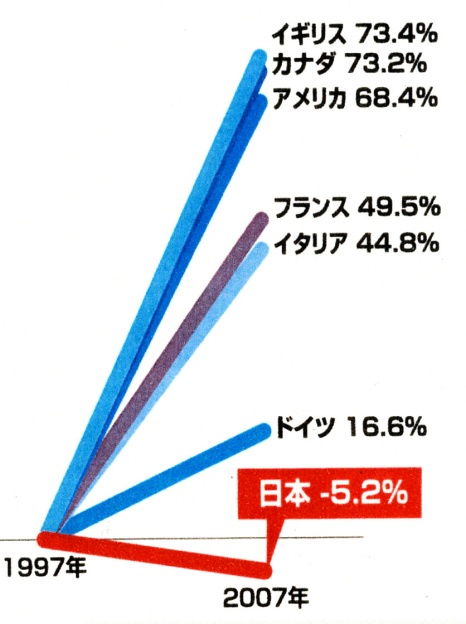 イギリス 73.4%
カナダ 73.2%
アメリカ 68.4%
フランス 49.5%
イタリア 44.8%
ドイツ 16.6%
日本 -5.2%
1997年
2007年